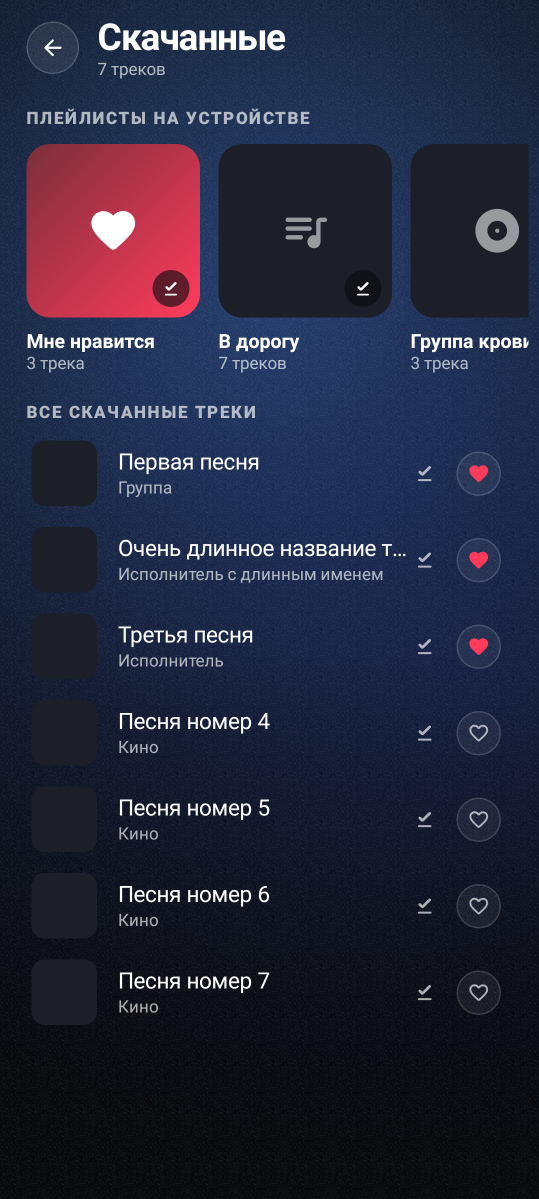 Скачанные
7 треков
ПЛЕЙЛИСТЫ НА УСТРОЙСТВЕ
Мне нравится
3 трека
В дорогу
7 треков
Группа крови
3 трека
ВСЕ СКАЧАННЫЕ ТРЕКИ
Первая песня
Группа
Очень длинное название т...
Исполнитель с длинным именем
Третья песня
Исполнитель
Песня номер 4
Кино
Песня номер 5
Кино
Песня номер 6
Кино
Песня номер 7
Кино